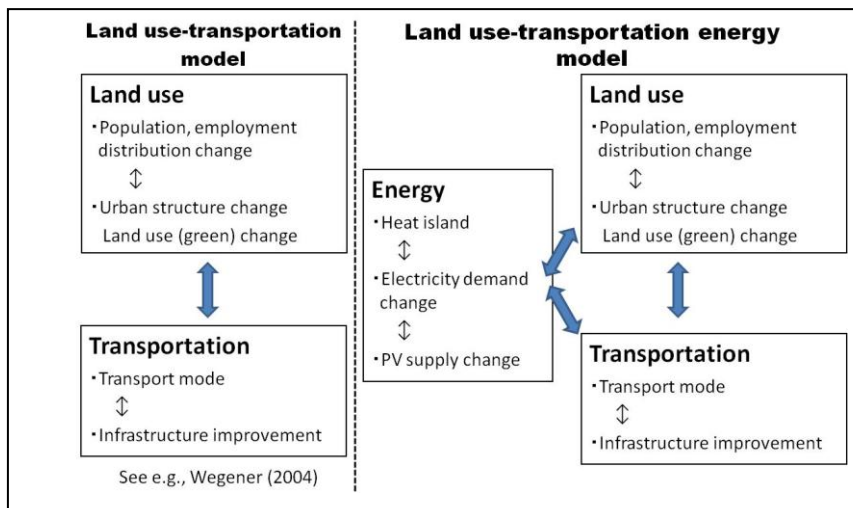 Land use-transportation
model
Land use
・Population, employment
distribution change
↕
・Urban structure change
Land use (green) change
Transportation
・Transport mode
↕
・Infrastructure improvement
See e.g., Wegener (2004)
Land use-transportation energy
model
Energy
・Heat island
↕
・Electricity demand
change
↕
・PV supply change
Land use
・Population, employment
distribution change
↕
・Urban structure change
Land use (green) change
Transportation
・Transport mode
↕
・Infrastructure improvement